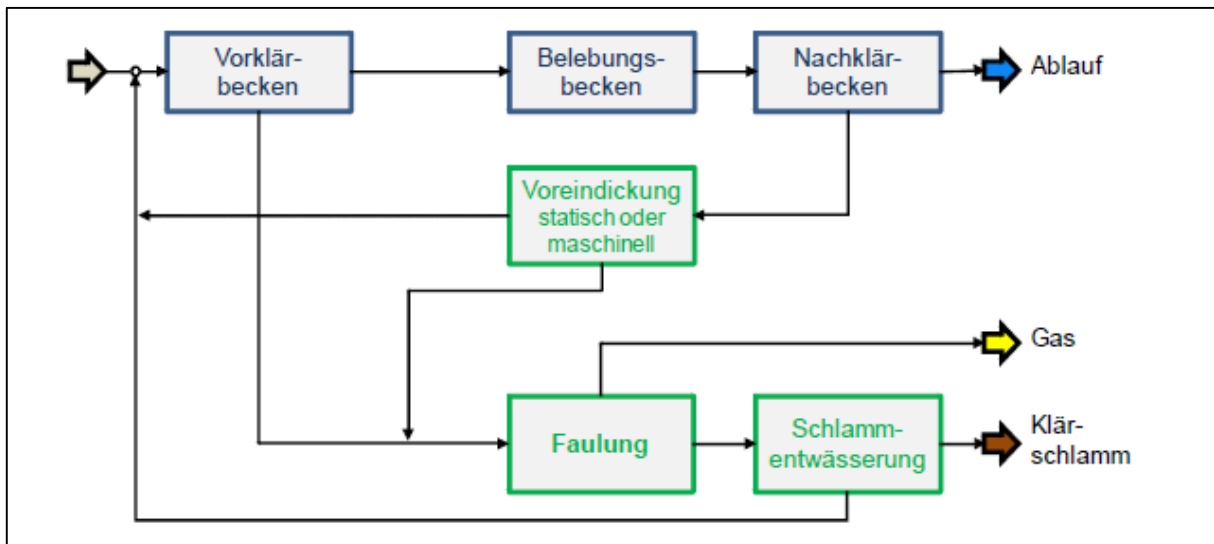 Vorklär-
becken
Belebungs-
becken
Nachklär-
becken
Ablauf
Voreindickung
statisch oder
maschinell
Gas
Faulung
Schlamm-
entwässerung
Klär-
schlamm